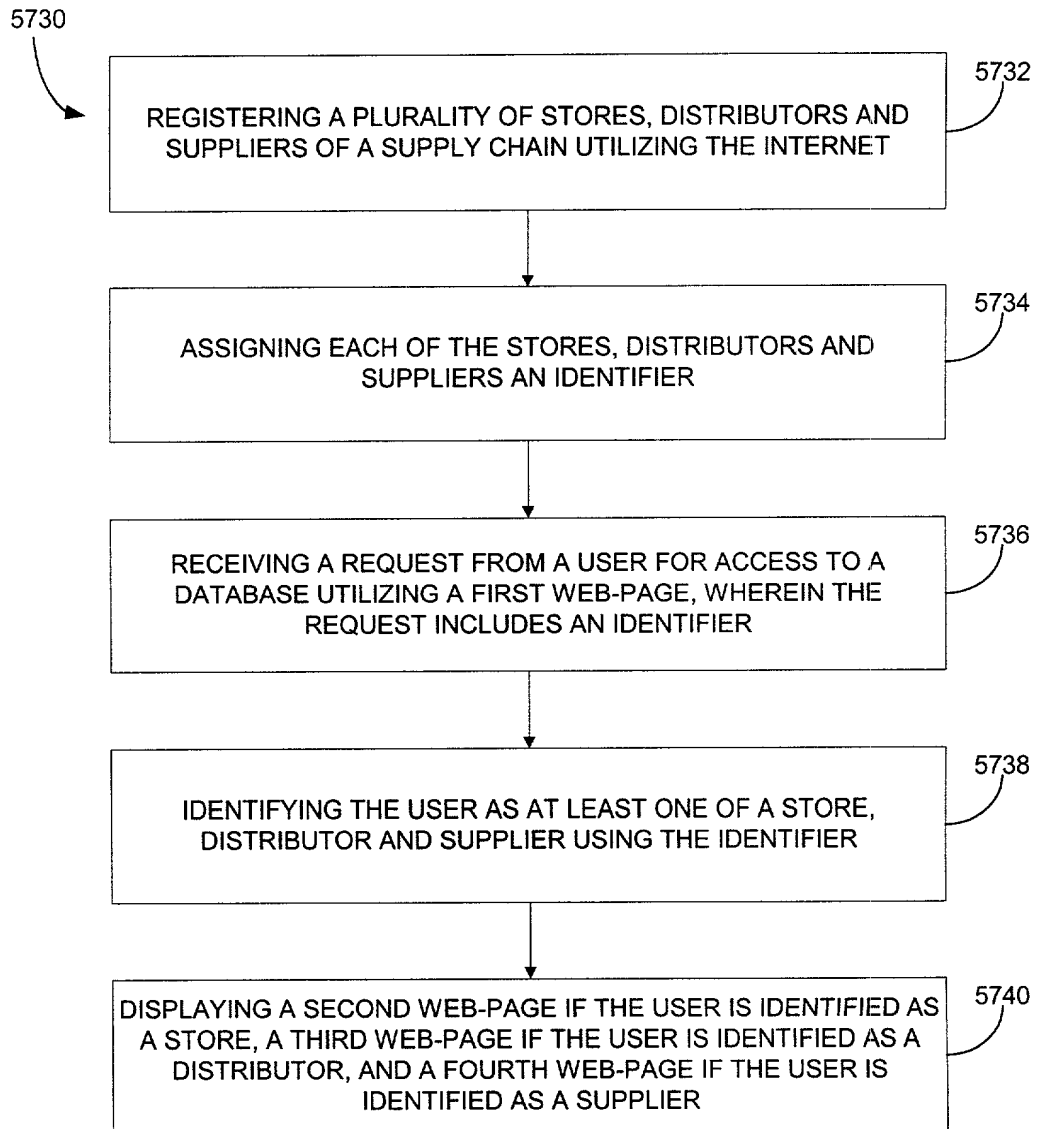 5730
5732
REGISTERING A PLURALITY OF STORES, DISTRIBUTORS AND
SUPPLIERS OF A SUPPLY CHAIN UTILIZING THE INTERNET
5734
ASSIGNING EACH OF THE STORES, DISTRIBUTORS AND
SUPPLIERS AN IDENTIFIER
5736
RECEIVING A REQUEST FROM A USER FOR ACCESS TO A
DATABASE UTILIZING A FIRST WEB-PAGE, WHEREIN THE
REQUEST INCLUDES AN IDENTIFIER
5738
IDENTIFYING THE USER AS AT LEAST ONE OF A STORE,
DISTRIBUTOR AND SUPPLIER USING THE IDENTIFIER
5740
DISPLAYING A SECOND WEB-PAGE IF THE USER IS IDENTIFIED AS
A STORE, A THIRD WEB-PAGE IF THE USER IS IDENTIFIED AS A
DISTRIBUTOR, AND A FOURTH WEB-PAGE IF THE USER IS
IDENTIFIED AS A SUPPLIER